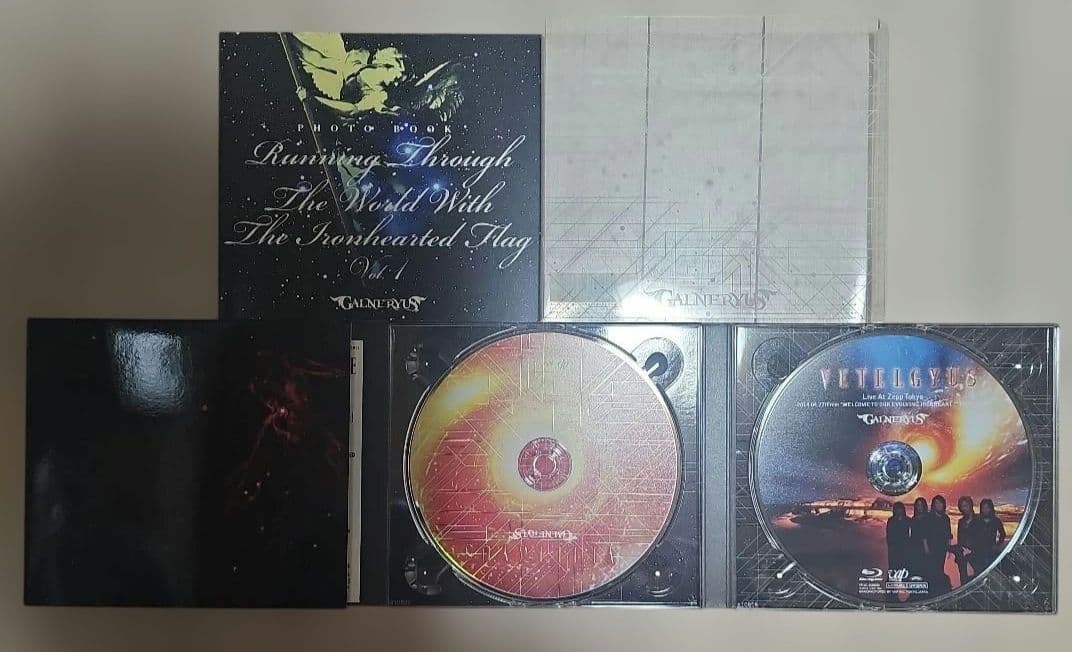 PHOTO BOOK
Running Through
The World With
The Ironhearted Flag
Vol. 1
GALNERYUS
GALNERYUS
GALNERYUS
VETELGYUS
Live At Zepp Tokyo
GALNERYUS
vap